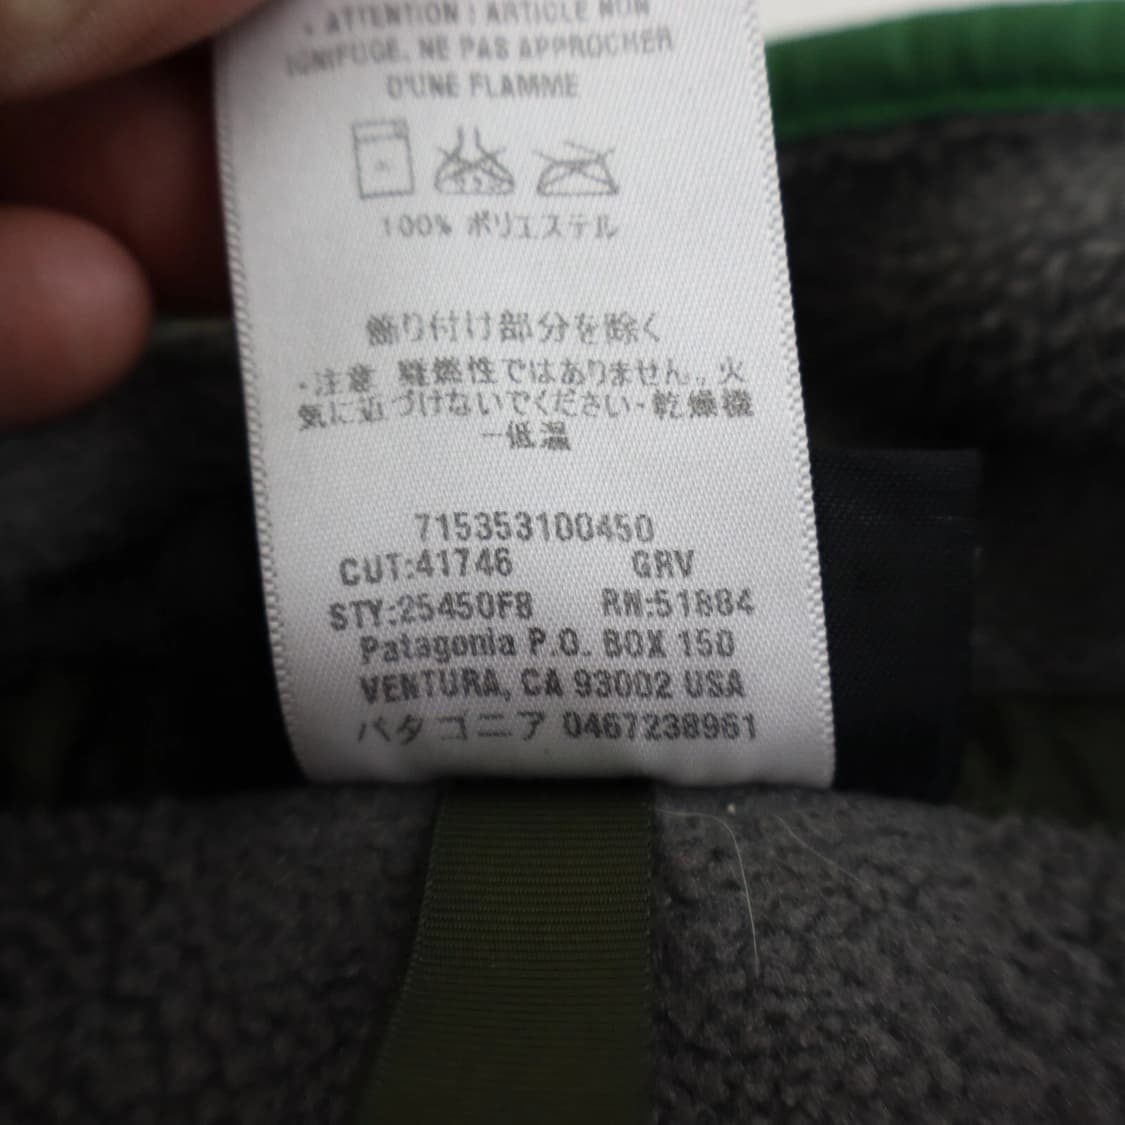 • ATTENTION : ARTICLE NON
IGNIFUGE. NE PAS APPROCHER
D'UNE FLAMME
100% ポリエステル
飾り付け部分を除く
・注意 難燃性ではありません。火
気に近づけないでください・乾燥機
ー低温
715353100450
CUT:41746 GRV
STY:25450F8 RN:51884
Patagonia P.O. BOX 150
VENTURA, CA 93002 USA
パタゴニア 0467238961